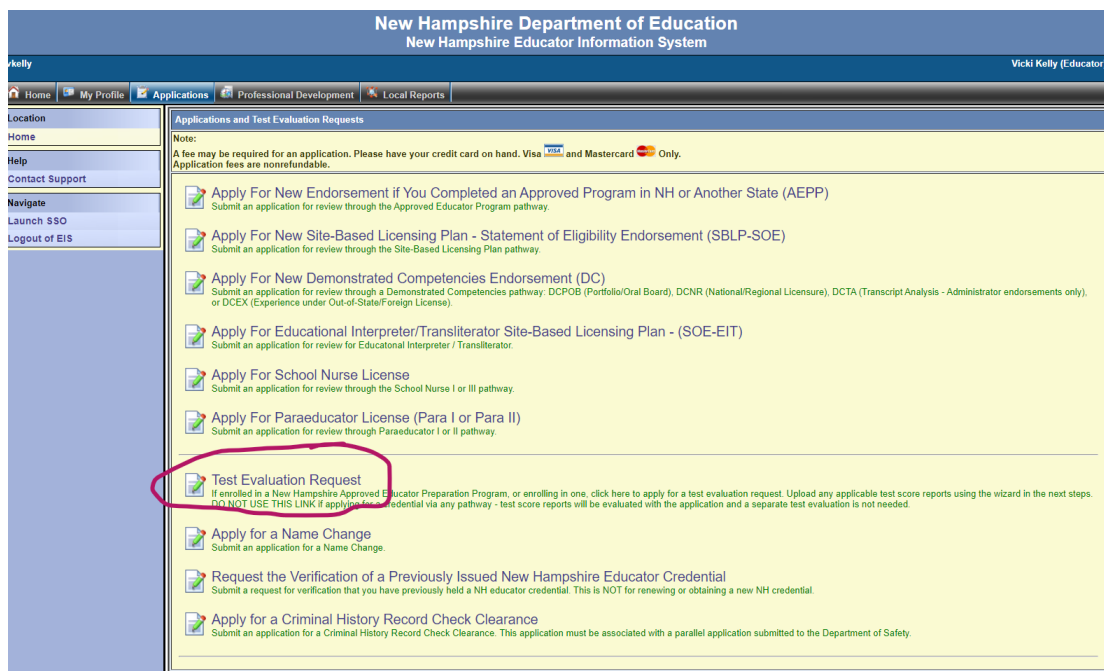 New Hampshire Department of Education
New Hampshire Educator Information System
vkelly
Vicki Kelly (Educator
Home
My Profile
Applications
Professional Development
Local Reports
Location
Home
Help
Contact Support
Navigate
Launch SSO
Logout of EIS
Applications and Test Evaluation Requests
Note:
A fee may be required for an application. Please have your credit card on hand. Visa VISA and Mastercard Only.
Application fees are nonrefundable.
Apply For New Endorsement if You Completed an Approved Program in NH or Another State (AEPP)
Submit an application for review through the Approved Educator Program pathway.
Apply For New Site-Based Licensing Plan - Statement of Eligibility Endorsement (SBLP-SOE)
Submit an application for review through the Site-Based Licensing Plan pathway.
Apply For New Demonstrated Competencies Endorsement (DC)
Submit an application for review through a Demonstrated Competencies pathway: DCPOB (Portfolio/Oral Board), DCNR (National/Regional Licensure), DCTA (Transcript Analysis - Administrator endorsements only),
or DCEX (Experience under Out-of-State/Foreign License).
Apply For Educational Interpreter/Transliterator Site-Based Licensing Plan - (SOE-EIT)
Submit an application for review for Educatonal Interpreter / Transliterator.
Apply For School Nurse License
Submit an application for review through the School Nurse I or III pathway.
Apply For Paraeducator License (Para I or Para II)
Submit an application for review through Paraeducator I or II pathway.
Test Evaluation Request
If enrolled in a New Hampshire Approved Educator Preparation Program, or enrolling in one, click here to apply for a test evaluation request. Upload any applicable test score reports using the wizard in the next steps.
DO NOT USE THIS LINK if applying for a credential via any pathway - test score reports will be evaluated with the application and a separate test evaluation is not needed.
Apply for a Name Change
Submit an application for a Name Change.
Request the Verification of a Previously Issued New Hampshire Educator Credential
Submit a request for verification that you have previously held a NH educator credential. This is NOT for renewing or obtaining a new NH credential.
Apply for a Criminal History Record Check Clearance
Submit an application for a Criminal History Record Check Clearance. This application must be associated with a parallel application submitted to the Department of Safety.